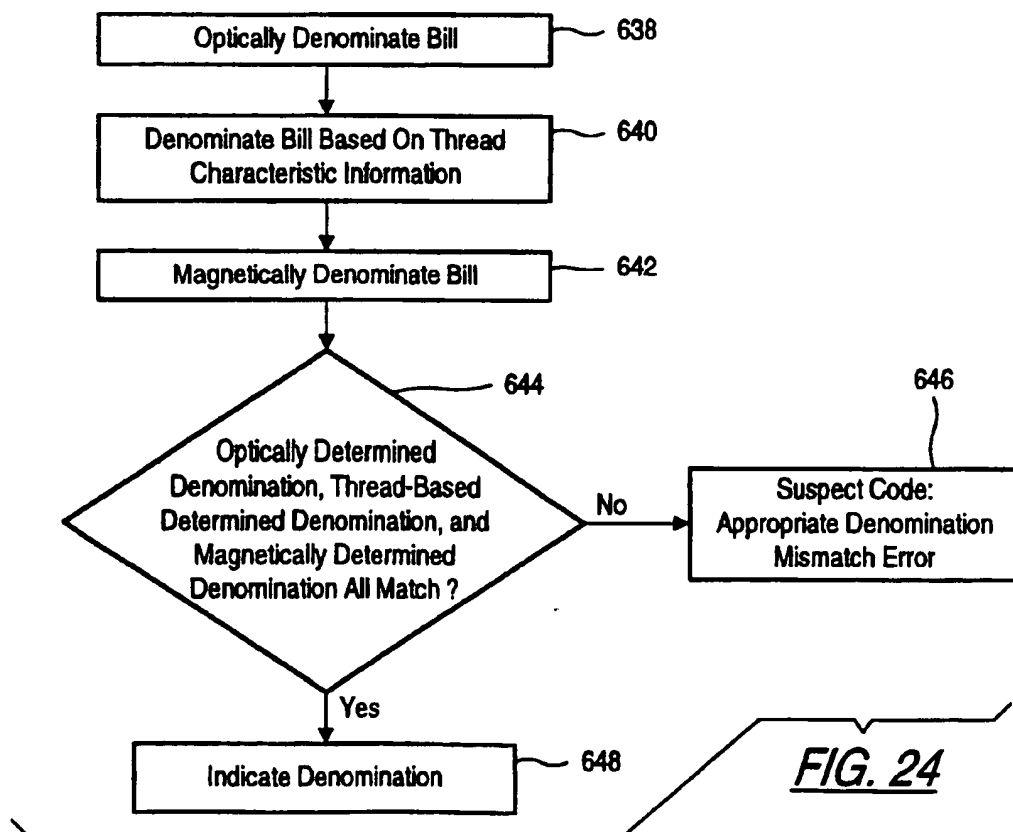 Optically Denominate Bill
638
Denominate Bill Based On Thread
Characteristic Information
640
Magnetically Denominate Bill
642
644
Optically Determined
Denomination, Thread-Based
Determined Denomination, and
Magnetically Determined
Denomination All Match ?
No
646
Suspect Code:
Appropriate Denomination
Mismatch Error
Yes
Indicate Denomination
648
FIG. 24